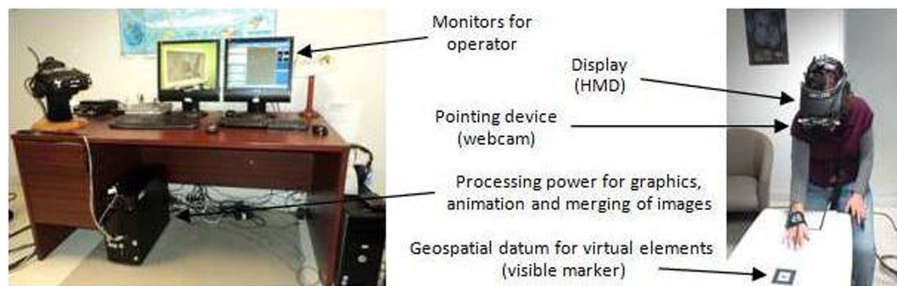 Monitors for
operator
Display
(HMD)
Pointing device
(webcam)
Processing power for graphics,
animation and merging of images
Geospatial datum for virtual elements
(visible marker)